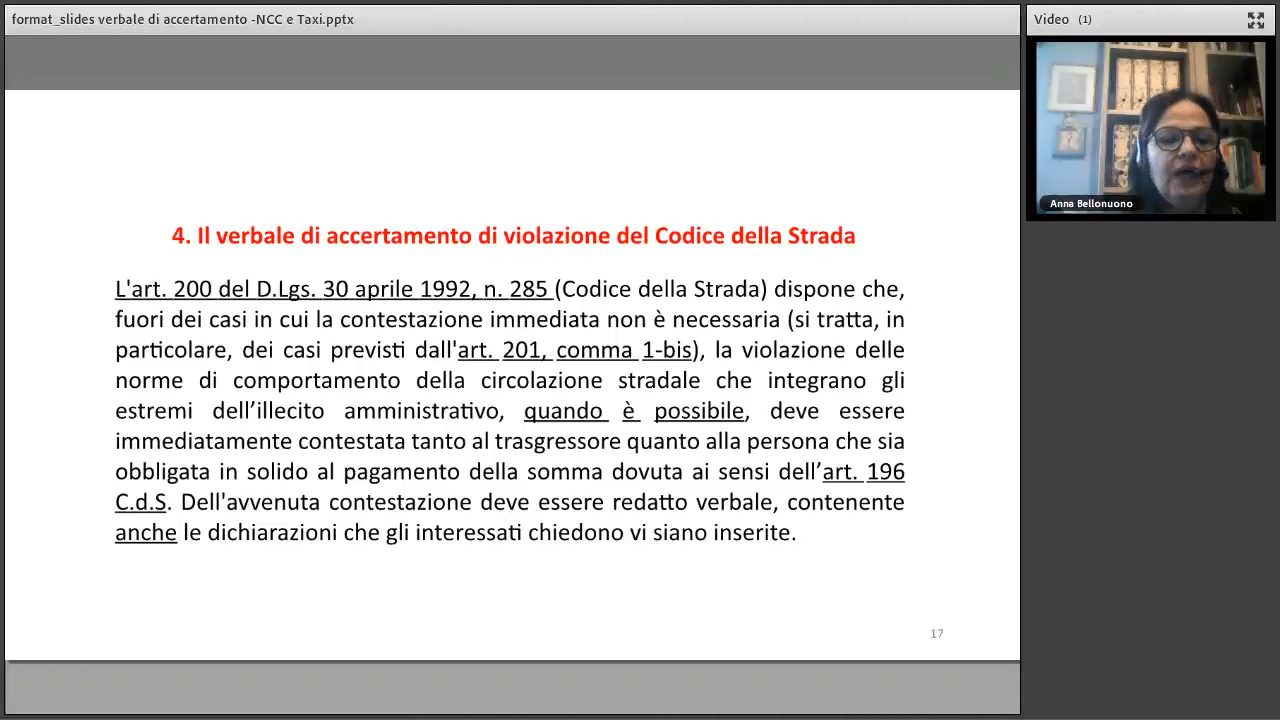 format_slides verbale di accertamento -NCC e Taxi.pptx
Video (1)
Anna Bellonuono
4. Il verbale di accertamento di violazione del Codice della Strada
L'art. 200 del D.Lgs. 30 aprile 1992, n. 285 (Codice della Strada) dispone che,
fuori dei casi in cui la contestazione immediata non è necessaria (si tratta, in
particolare, dei casi previsti dall'art. 201, comma 1-bis), la violazione delle
norme di comportamento della circolazione stradale che integrano gli
estremi dell’illecito amministrativo, quando è possibile, deve essere
immediatamente contestata tanto al trasgressore quanto alla persona che sia
obbligata in solido al pagamento della somma dovuta ai sensi dell’art. 196
C.d.S. Dell'avvenuta contestazione deve essere redatto verbale, contenente
anche le dichiarazioni che gli interessati chiedono vi siano inserite.
17